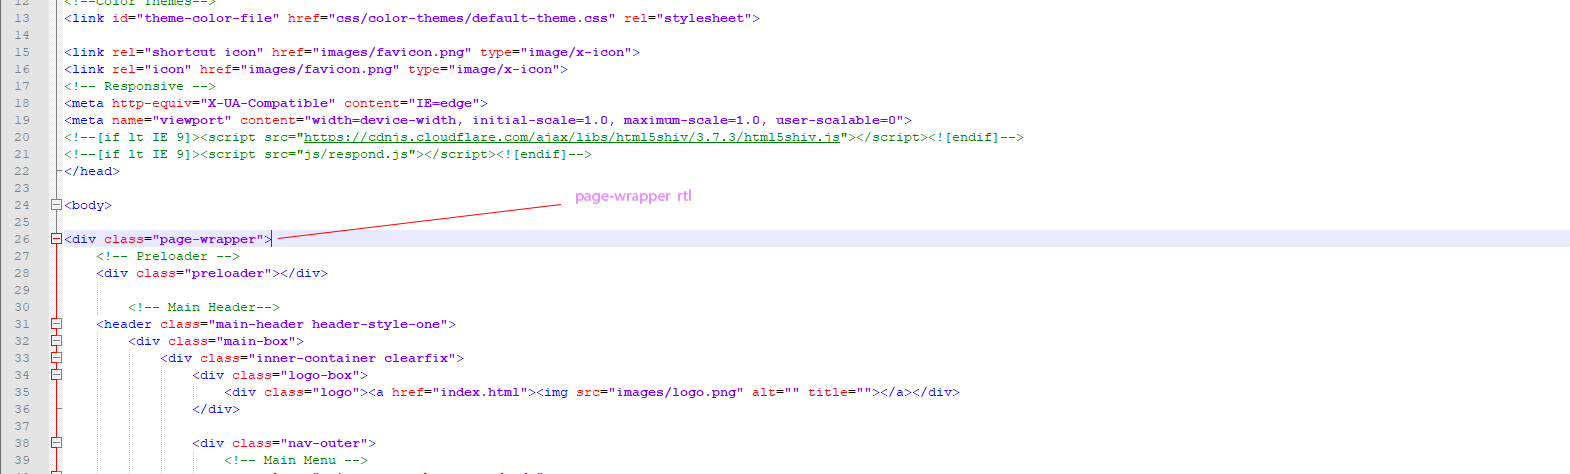 12 <!--Color Themes-->
13 <link id="theme-color-file" href="css/color-themes/default-theme.css" rel="stylesheet">
14
15 <link rel="shortcut icon" href="images/favicon.png" type="image/x-icon">
16 <link rel="icon" href="images/favicon.png" type="image/x-icon">
17 <!-- Responsive -->
18 <meta http-equiv="X-UA-Compatible" content="IE=edge">
19 <meta name="viewport" content="width=device-width, initial-scale=1.0, maximum-scale=1.0, user-scalable=0">
20 <!--[if lt IE 9]><script src="https://cdnjs.cloudflare.com/ajax/libs/html5shiv/3.7.3/html5shiv.js"></script><![endif]-->
21 <!--[if lt IE 9]><script src="js/respond.js"></script><![endif]-->
22 </head>
23
page-wrapper rtl
24 <body>
25
26 <div class="page-wrapper">
27 <!-- Preloader -->
28 <div class="preloader"></div>
29
30 <!-- Main Header-->
31 <header class="main-header header-style-one">
32 <div class="main-box">
33 <div class="inner-container clearfix">
34 <div class="logo-box">
35 <div class="logo"><a href="index.html"><img src="images/logo.png" alt="" title=""></a></div>
36 </div>
37
38 <div class="nav-outer">
39 <!-- Main Menu -->